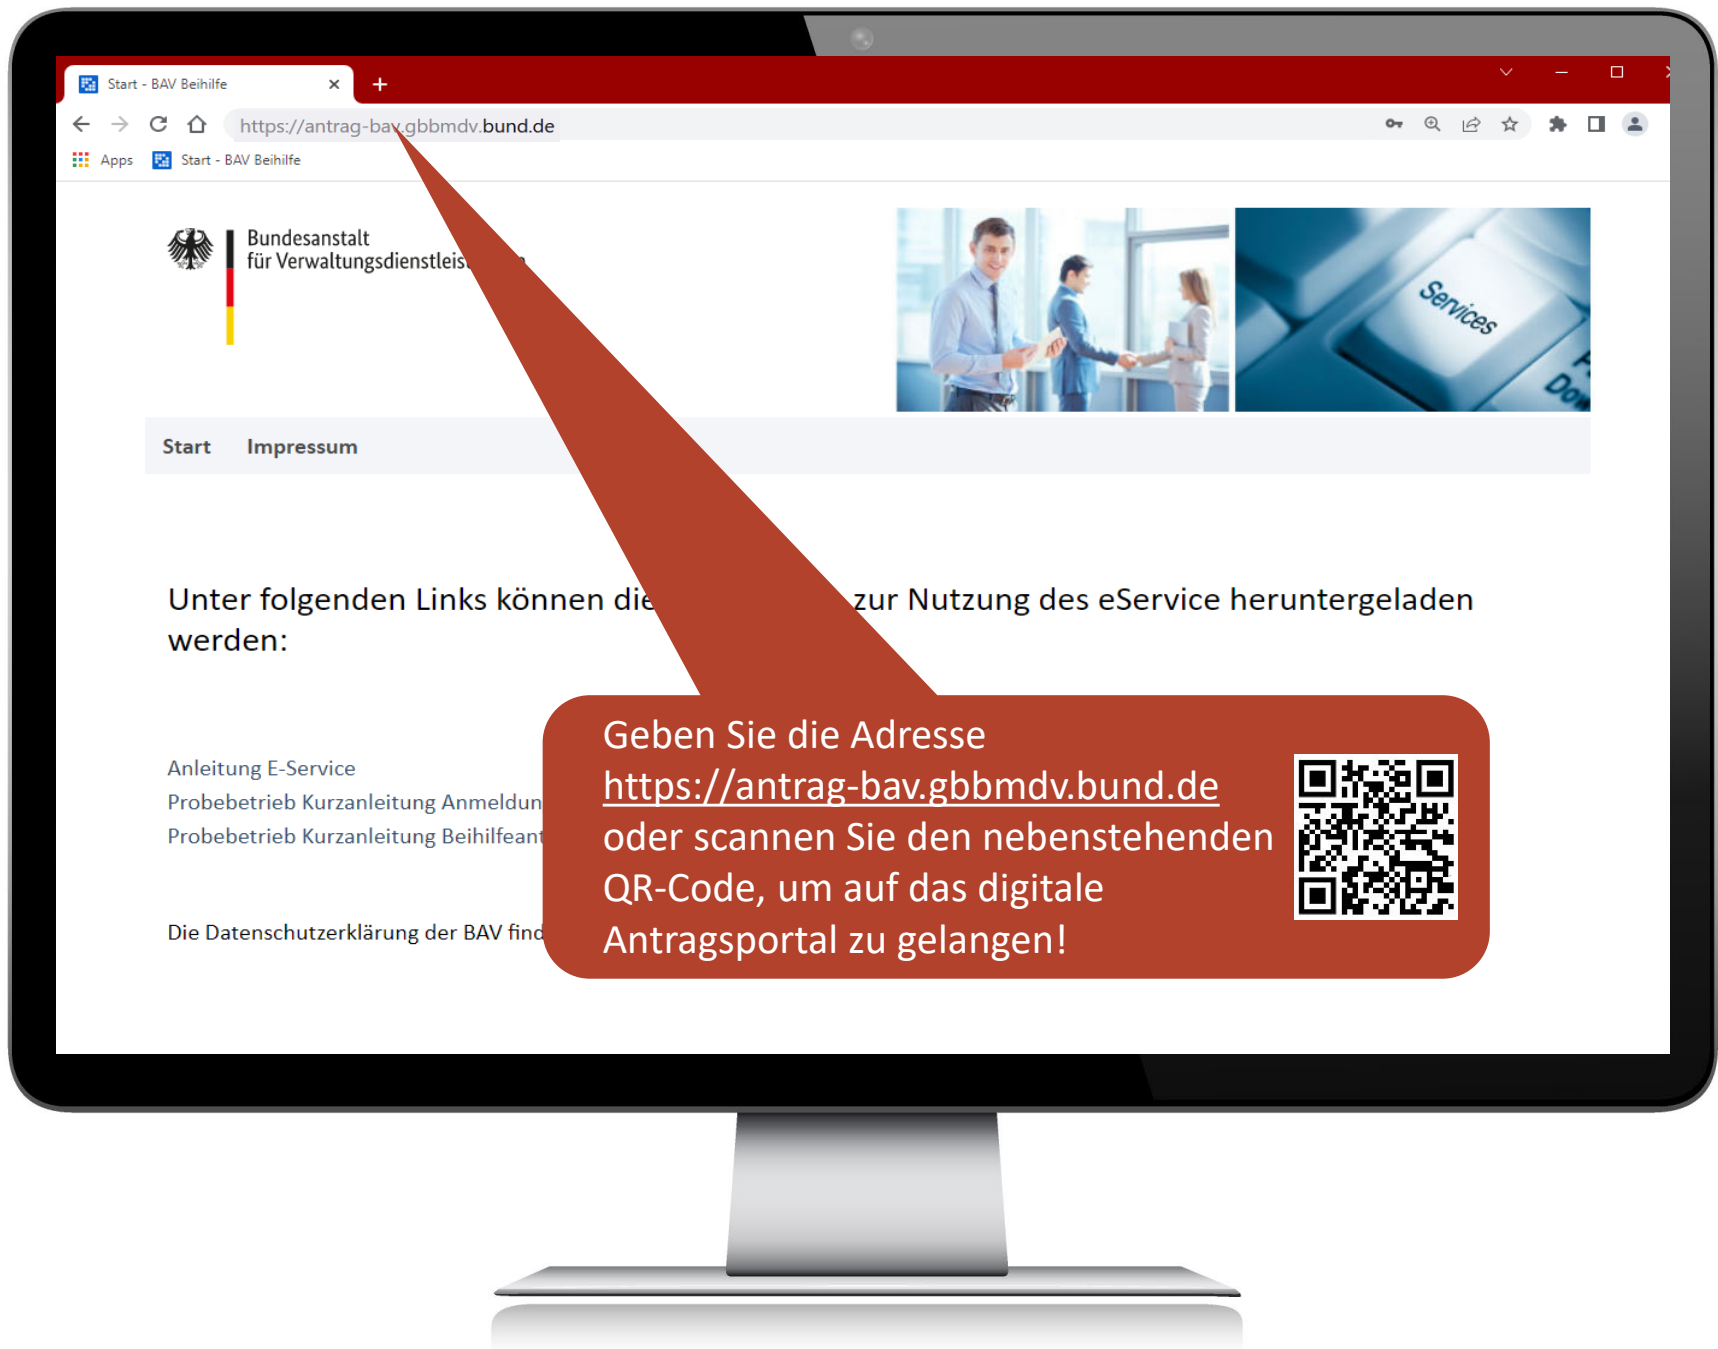 Start - BAV Beihilfe
https://antrag-bav.gbbmdv.bund.de
Apps Start - BAV Beihilfe
Bundesanstalt
für
Services
Start Impressum
Unter folgenden Links können die zur Nutzung des eService heruntergeladen
werden:
Anleitung E-Service
Probebetrieb Kurzanleitung Anmeldun
Probebetrieb Kurzanleitung Beihilfeant
Die Datenschutzerklärung der BAV find
Geben Sie die Adresse
https://antrag-bav.gbbmdv.bund.de
oder scannen Sie den nebenstehenden
QR-Code, um auf das digitale
Antragsportal zu gelangen!